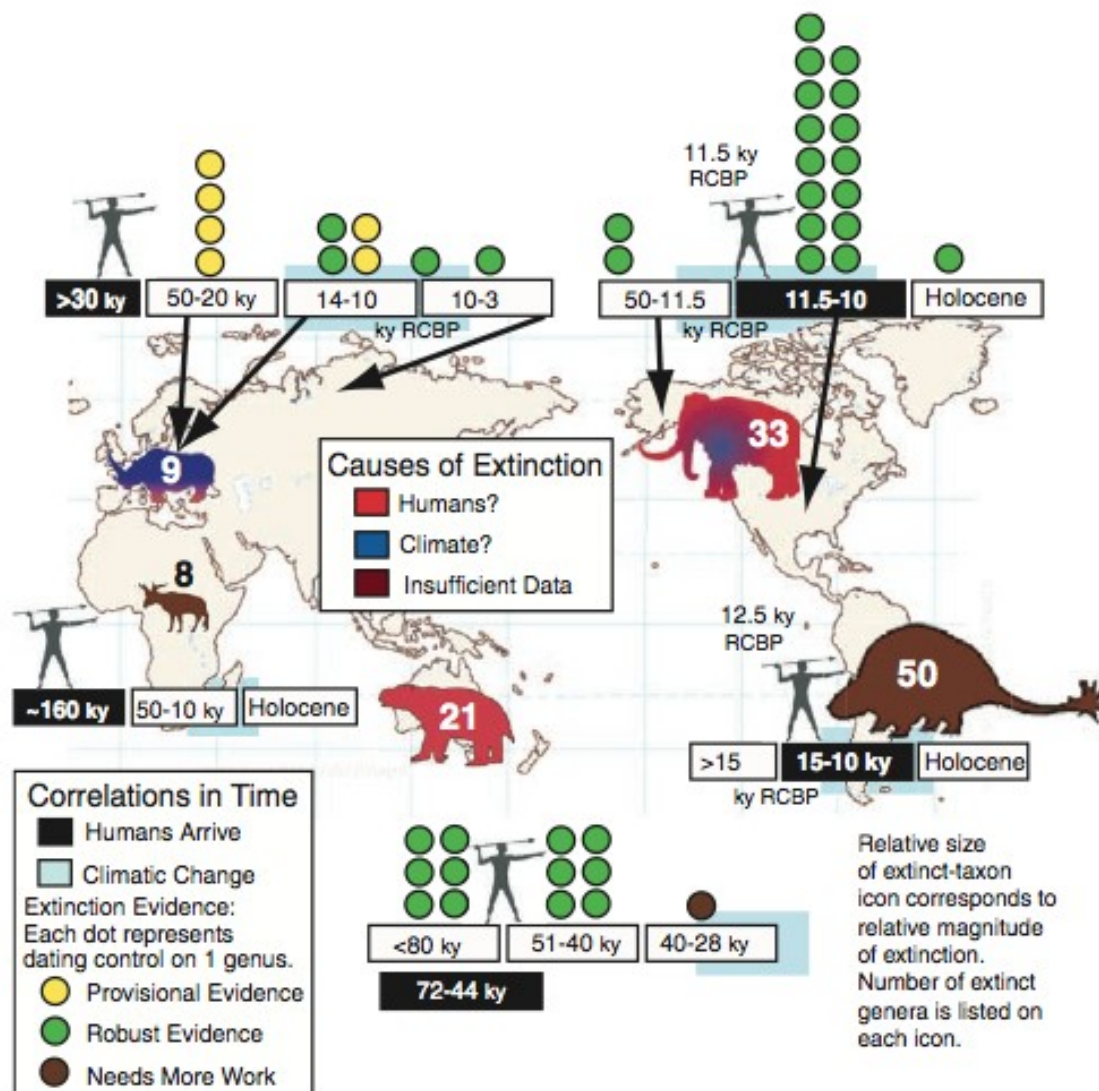 11.5 ky
RCBP
>30 ky
50-20 ky
14-10
10-3
ky RCBP
50-11.5
11.5-10
Holocene
ky RCBP
33
9
Causes of Extinction
Humans?
Climate?
Insufficient Data
8
12.5 ky
RCBP
50
~160 ky
50-10 ky
Holocene
21
>15
15-10 ky
Holocene
ky RCBP
Correlations in Time
Humans Arrive
Climatic Change
Extinction Evidence:
Each dot represents
dating control on 1 genus.
Provisional Evidence
Robust Evidence
Needs More Work
<80 ky
51-40 ky
40-28 ky
72-44 ky
Relative size
of extinct-taxon
icon corresponds to
relative magnitude
of extinction.
Number of extinct
genera is listed on
each icon.